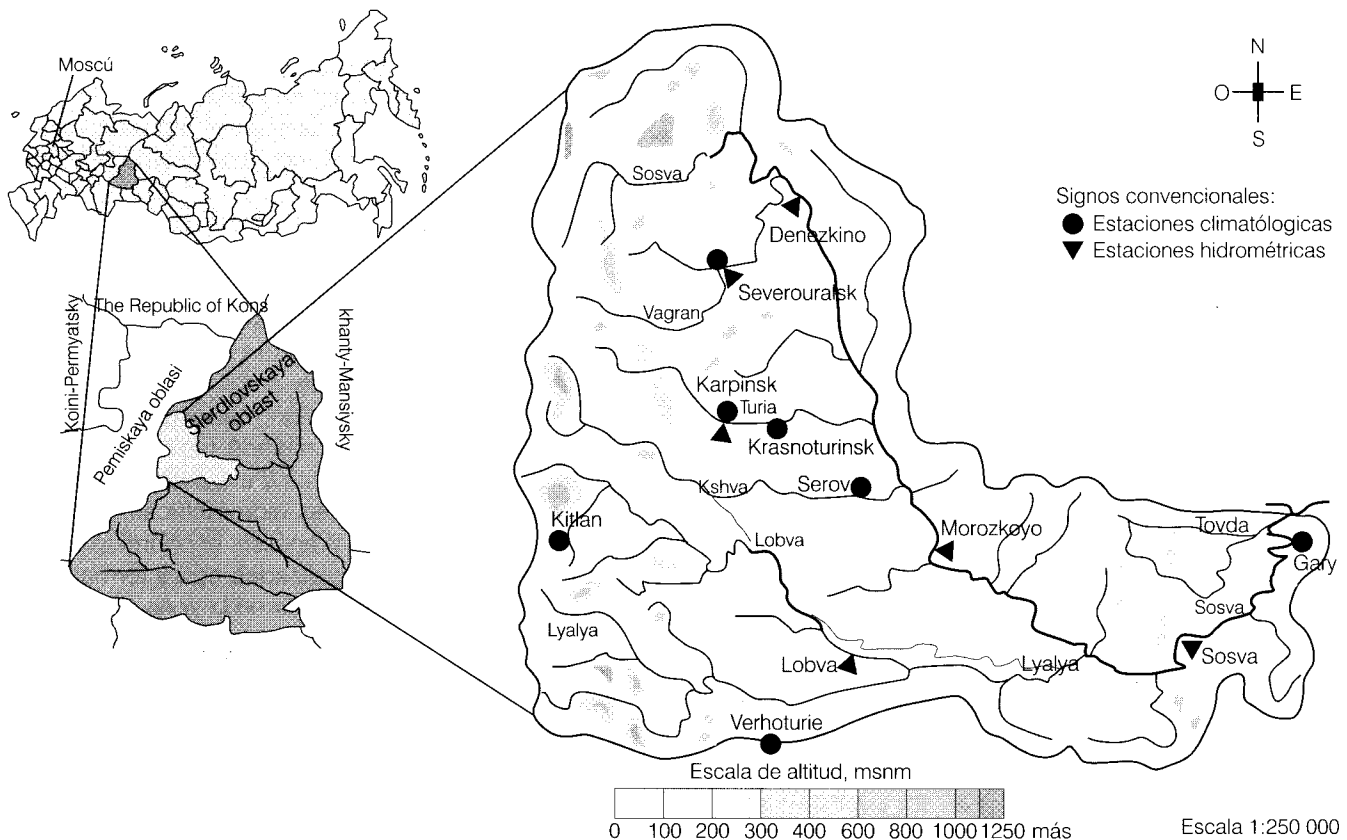 Moscú
N
O E
S
Signos convencionales:
Estaciones climatólogicas
Estaciones hidrométricas
Sosva
Denezkino
Severouralsk
Vagran
The Republic of Kons
Koini-Permyatsky
Pemiskaya oblasi
Slerdlovskaya
oblast
khanty-Mansiysky
Karpinsk
Turia
Krasnoturinsk
Kshva
Serov
Kitlan
Lobva
Morozkoyo
Tovda
Gary
Sosva
Lyalya
Lobva
Lyalya
Sosva
Verhoturie
Escala de altitud, msnm
0 100 200 300 400 600 800 1000 1250 más
Escala 1:250 000